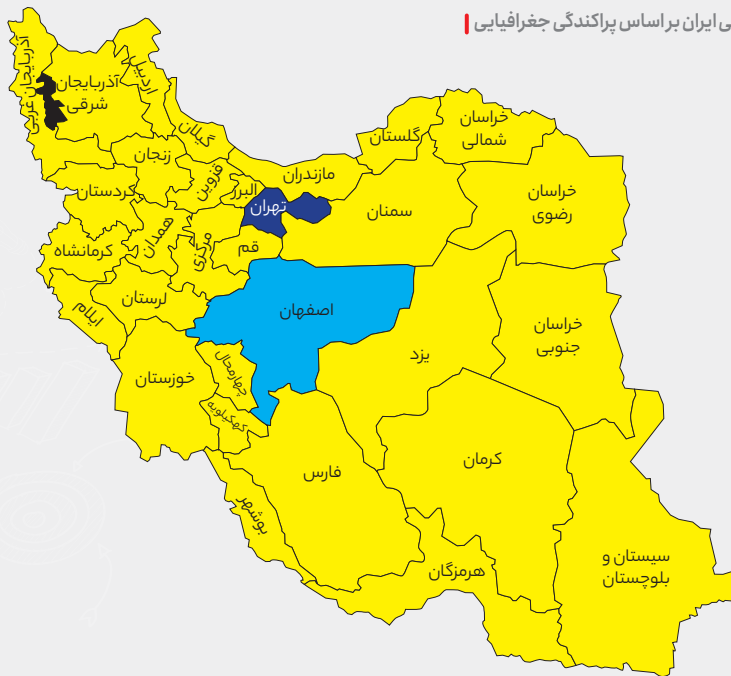 ی ایران بر اساس پراکندگی جغرافیایی
آذربایجان غربی
آذربایجان
شرقی
اردبیل
گیلان
زنجان
کردستان
قزوین
البرز
تهران
مازندران
گلستان
خراسان
شمالی
خراسان
رضوی
سمنان
همدان
مرکزی
قم
کرمانشاه
لرستان
ایلام
اصفهان
یزد
خراسان
جنوبی
خوزستان
چهارمحال
کهکیلویه
فارس
کرمان
بوشهر
هرمزگان
سیستان و
بلوچستان